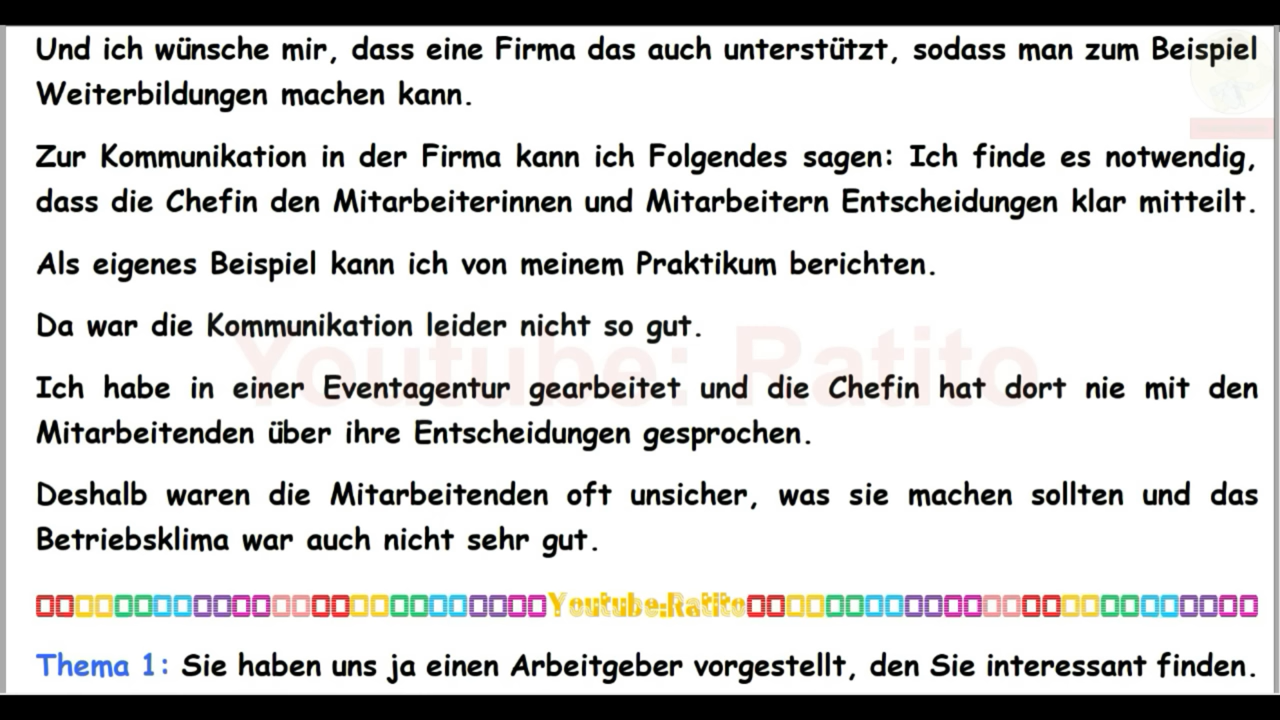 Und ich wünsche mir, dass eine Firma das auch unterstützt, sodass man zum Beispiel
Weiterbildungen machen kann.
Zur Kommunikation in der Firma kann ich Folgendes sagen: Ich finde es notwendig,
dass die Chefin den Mitarbeiterinnen und Mitarbeitern Entscheidungen klar mitteilt.
Als eigenes Beispiel kann ich von meinem Praktikum berichten.
Da war die Kommunikation leider nicht so gut.
Youtube: Ratito
Ich habe in einer Eventagentur gearbeitet und die Chefin hat dort nie mit den
Mitarbeitenden über ihre Entscheidungen gesprochen.
Deshalb waren die Mitarbeitenden oft unsicher, was sie machen sollten und das
Betriebsklima war auch nicht sehr gut.
Youtube:Ratito
Thema 1: Sie haben uns ja einen Arbeitgeber vorgestellt, den Sie interessant finden.